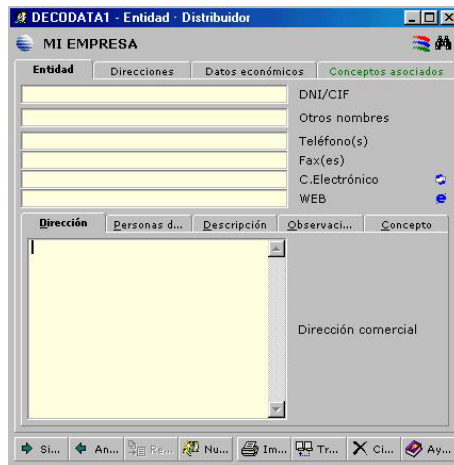 DECODATA1 - Entidad · Distribuidor
MI EMPRESA
Entidad Direcciones Datos económicos Conceptos asociados
DNI/CIF
Otros nombres
Teléfono(s)
Fax(es)
C.Electrónico
WEB
Dirección Personas d... Descripción Observaci... Concepto
Dirección comercial
Si... An... Re... Nu... Im... Tr... Ci... Ay...